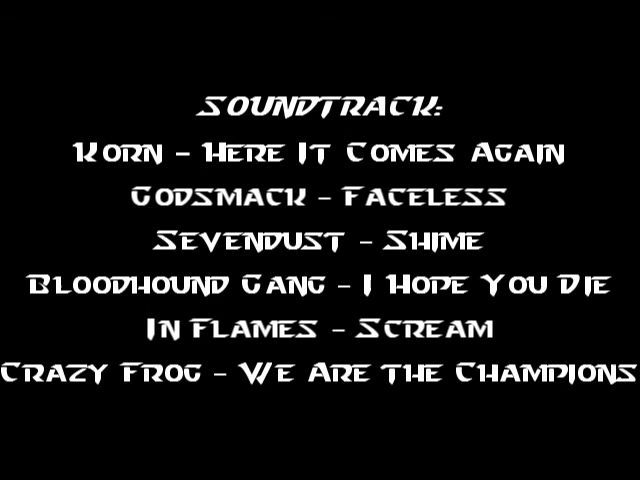 Soundtrack:
Korn - Here It Comes Again
Godsmack - Faceless
Sevendust - Shime
Bloodhound Gang - I Hope You Die
In Flames - Scream
Crazy Frog - We Are the Champions